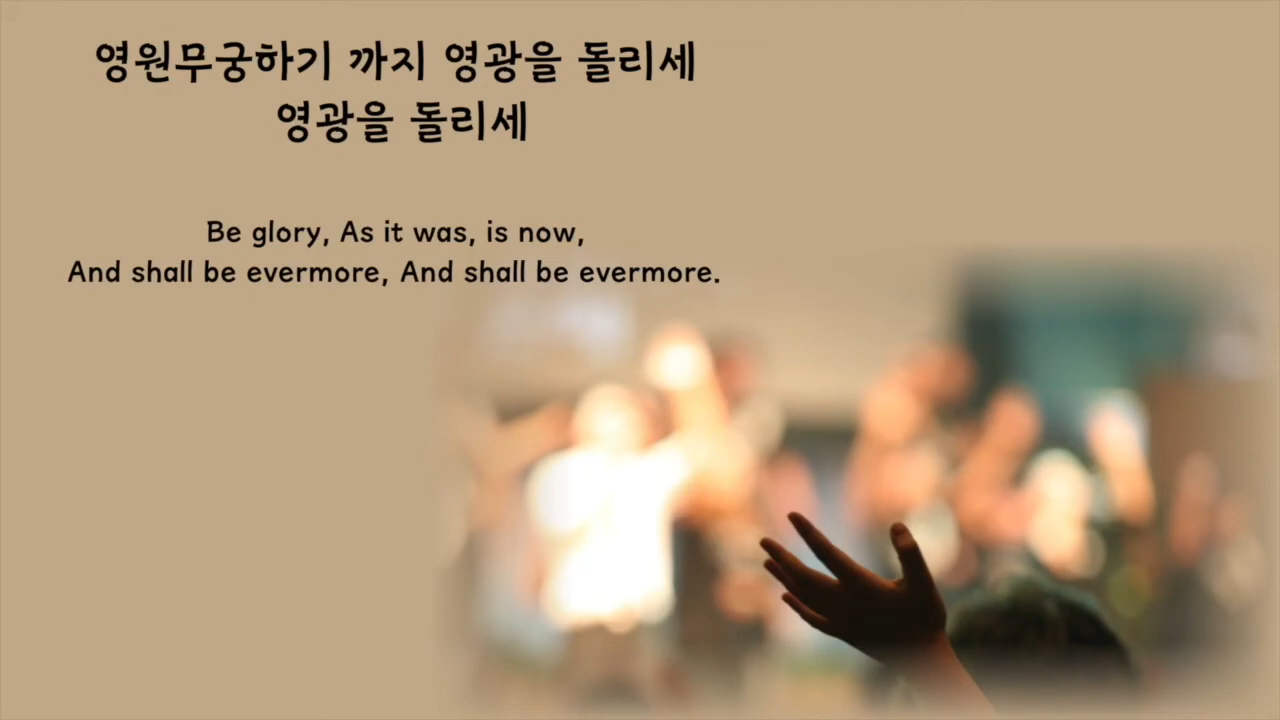 영원무궁하기 까지 영광을 돌리세
영광을 돌리세
Be glory, As it was, is now,
And shall be evermore, And shall be evermore.